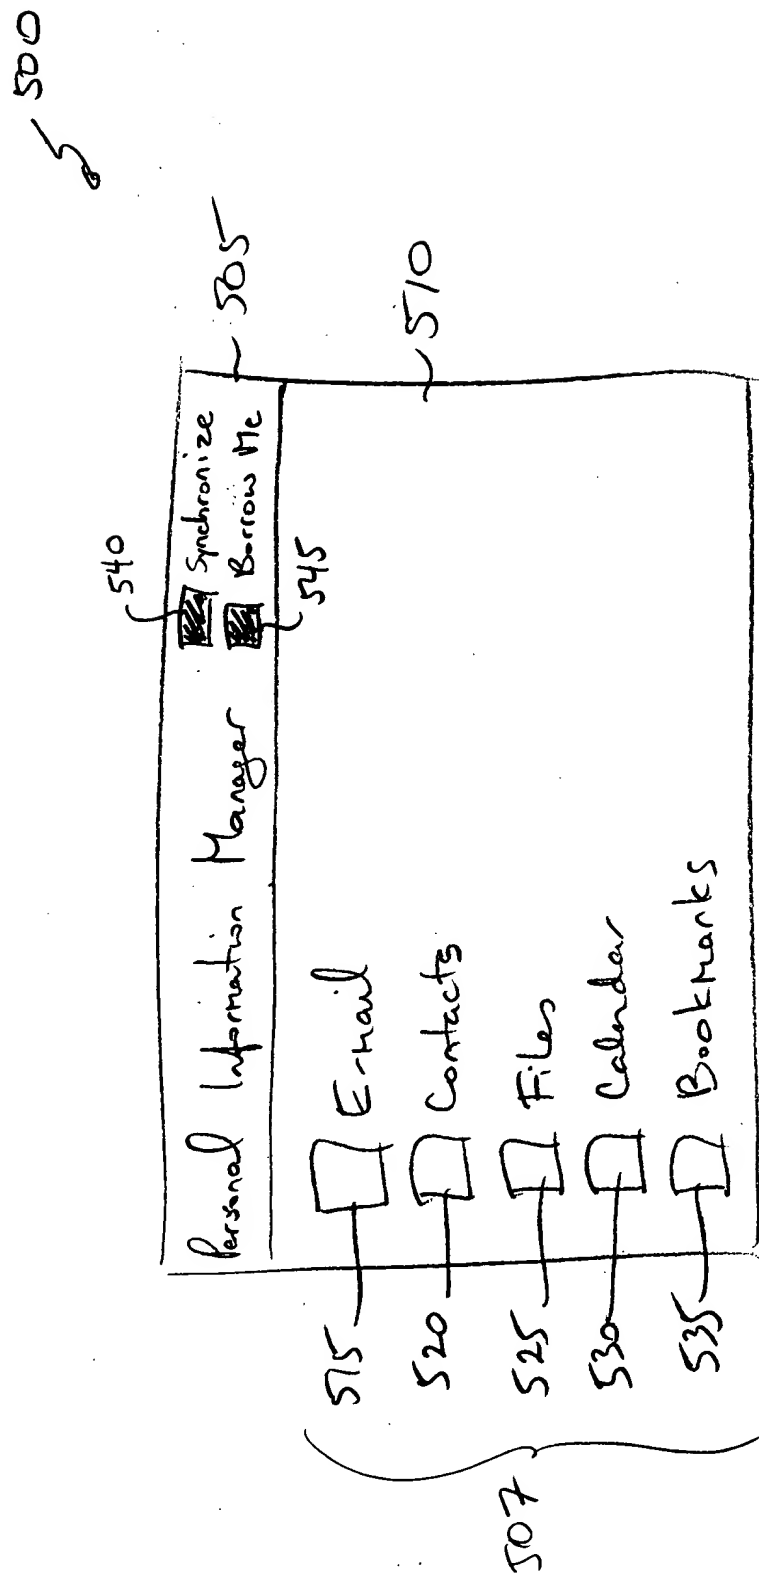 500
540
Personal Information Manager
Synchronize
505
Borrow Me
545
510
515
E-mail
520
Contacts
525
Files
530
Calendar
535
Bookmarks
507